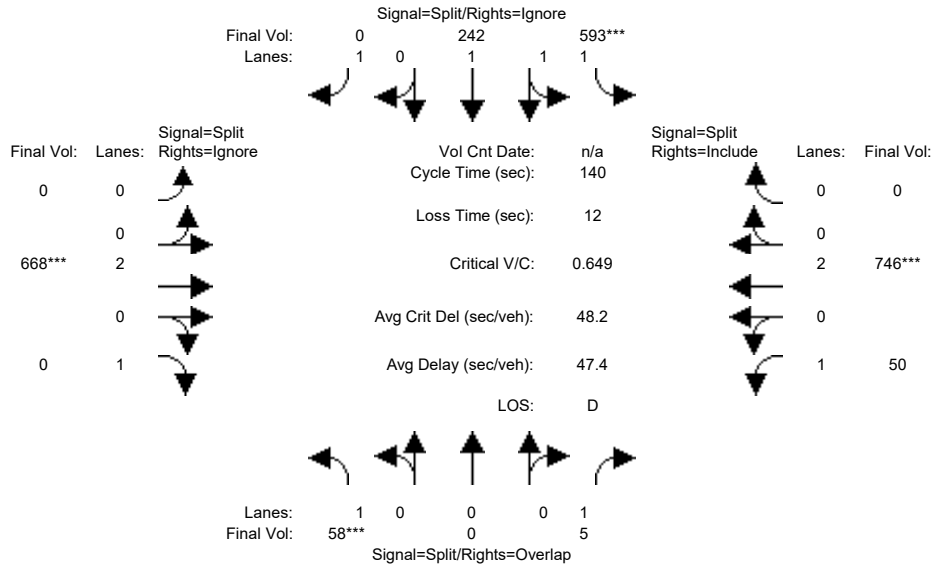 Signal=Split/Rights=Ignore
Final Vol: 0 242 593***
Lanes: 1 0 1 1 1
Signal=Split
Rights=Ignore
Signal=Split
Rights=Include
Final Vol: Lanes:
Vol Cnt Date: n/a
Lanes: Final Vol:
Cycle Time (sec): 140
0 0
0 0
Loss Time (sec): 12
0
0
668*** 2
Critical V/C: 0.649
2 746***
0
Avg Crit Del (sec/veh): 48.2
0
0 1
Avg Delay (sec/veh): 47.4
1 50
LOS: D
Lanes: 1 0 0 0 1
Final Vol: 58*** 0 5
Signal=Split/Rights=Overlap